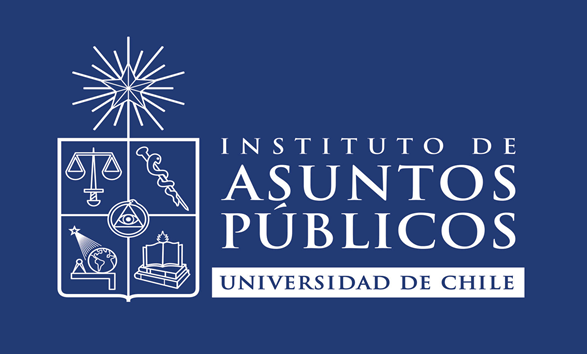 INSTITUTO DE
ASUNTOS
PÚBLICOS
UNIVERSIDAD DE CHILE